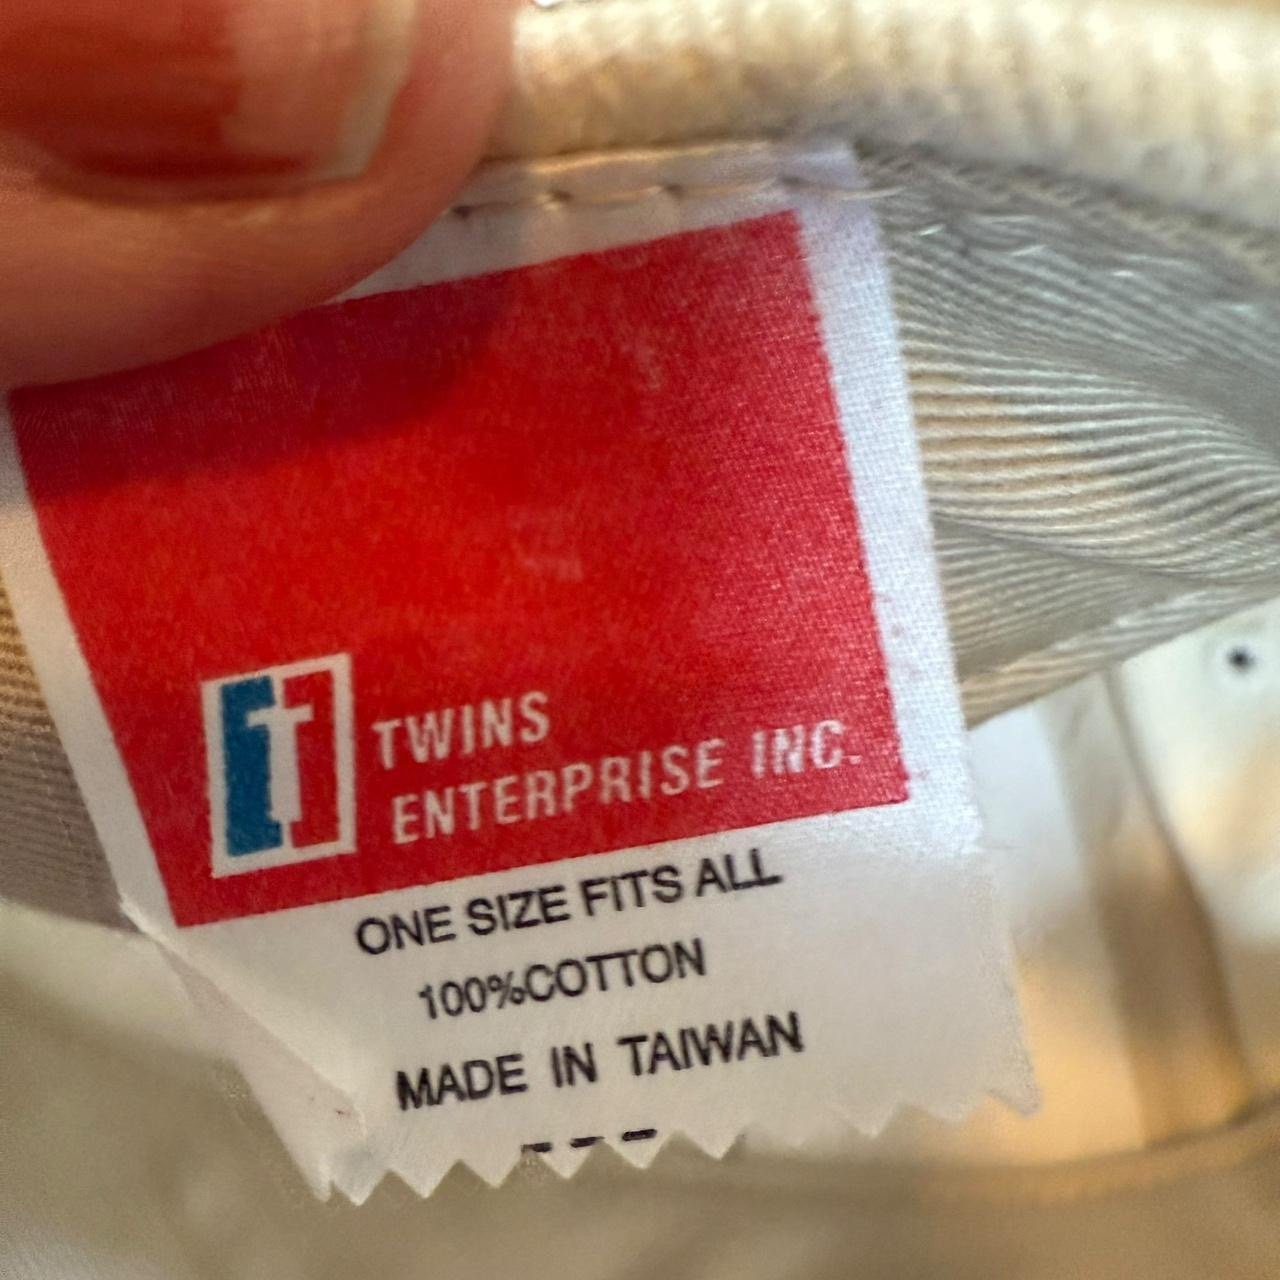 TWINS
ENTERPRISE INC.
ONE SIZE FITS ALL
100%COTTON
MADE IN TAIWAN